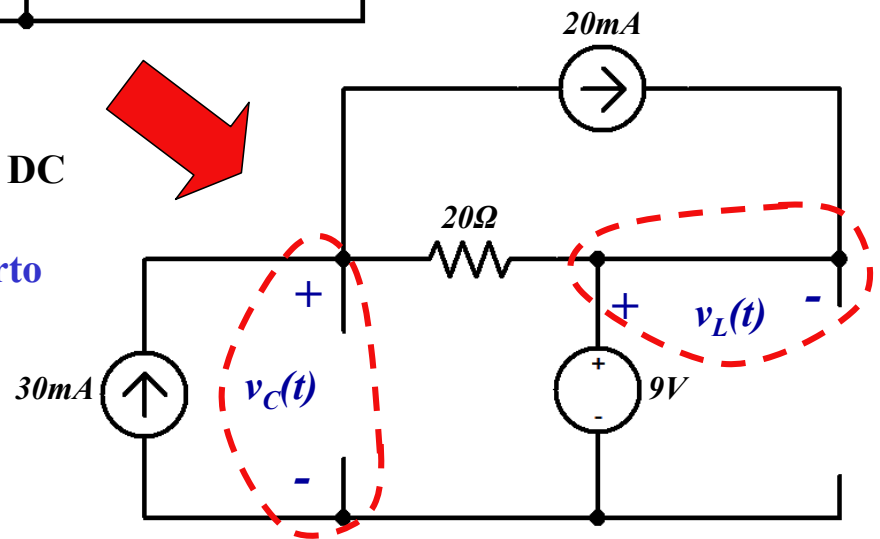 20mA
DC
20Ω
rto
+
+
-
v_L(t)
30mA
v_C(t)
+
-
9V
-